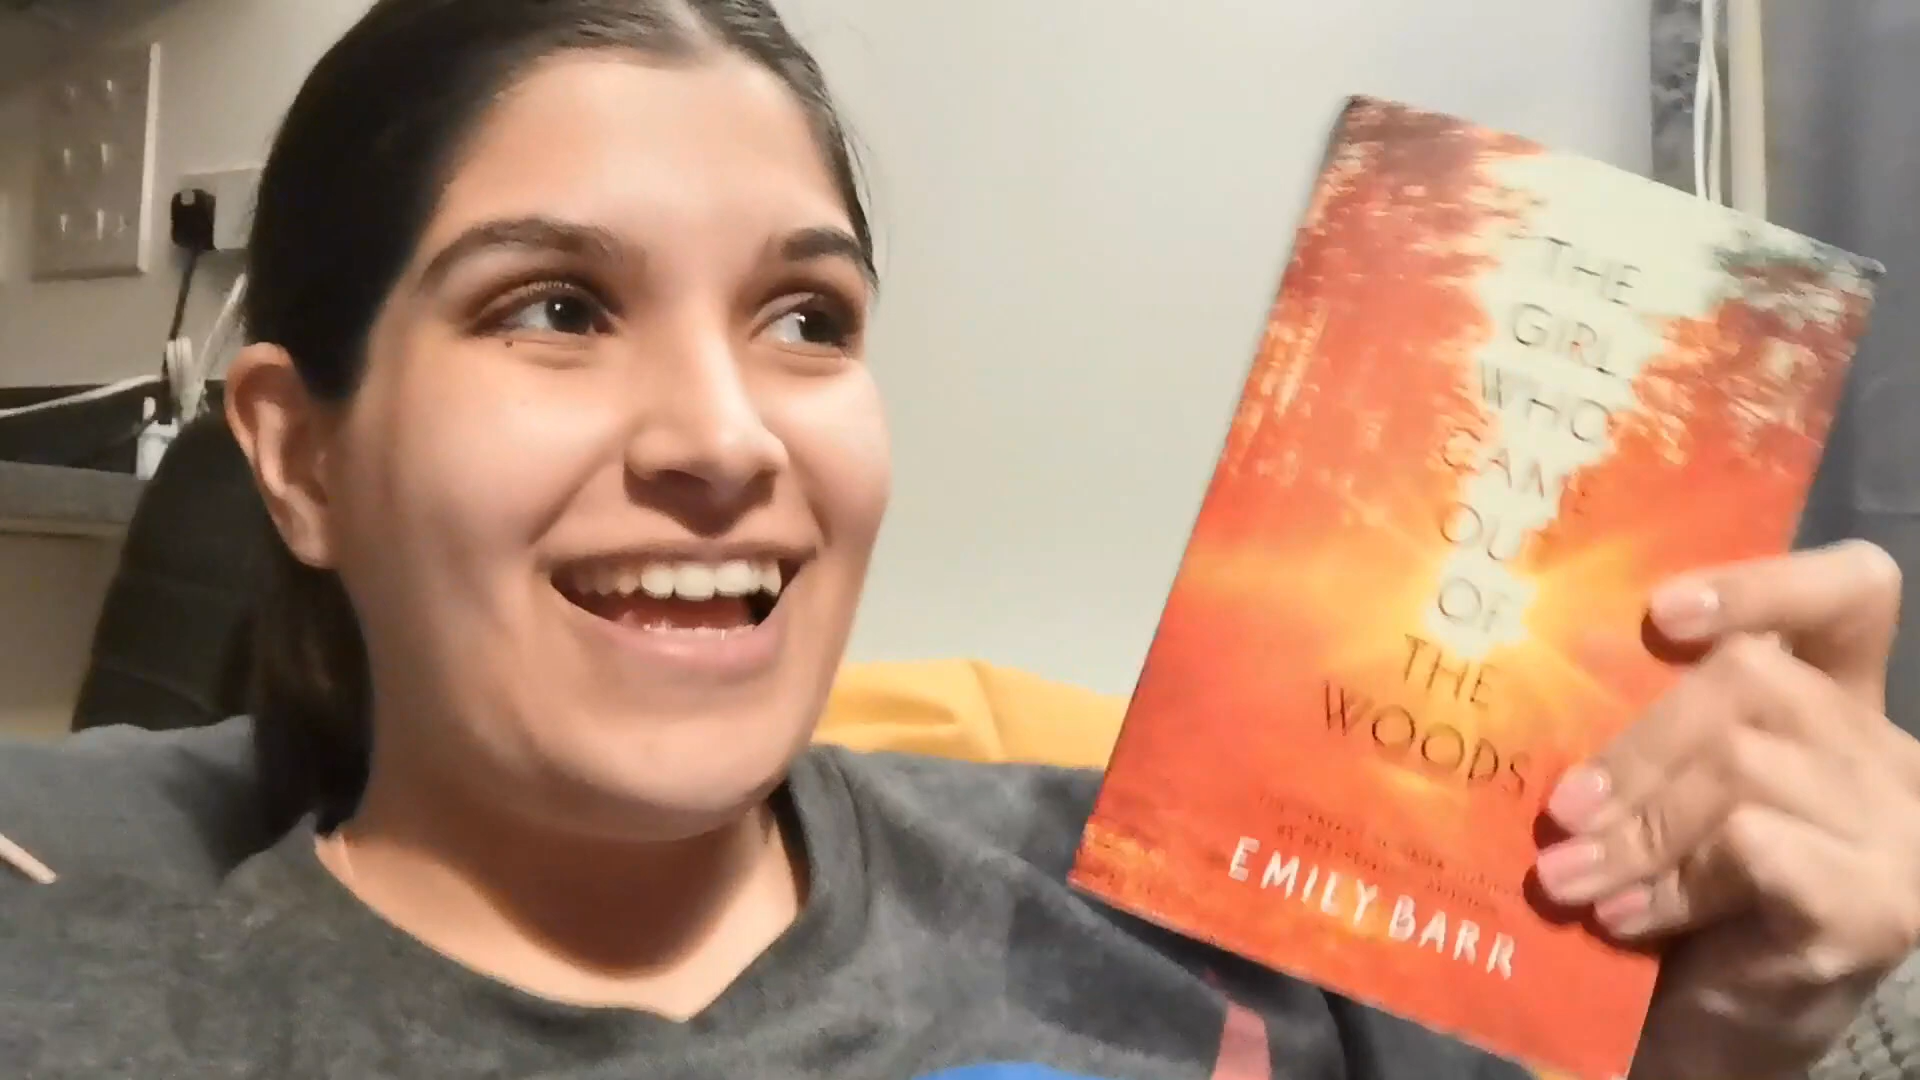 THE
GIRL
WHO
CAME
OUT
OF
THE
WOODS
EMILY BARR